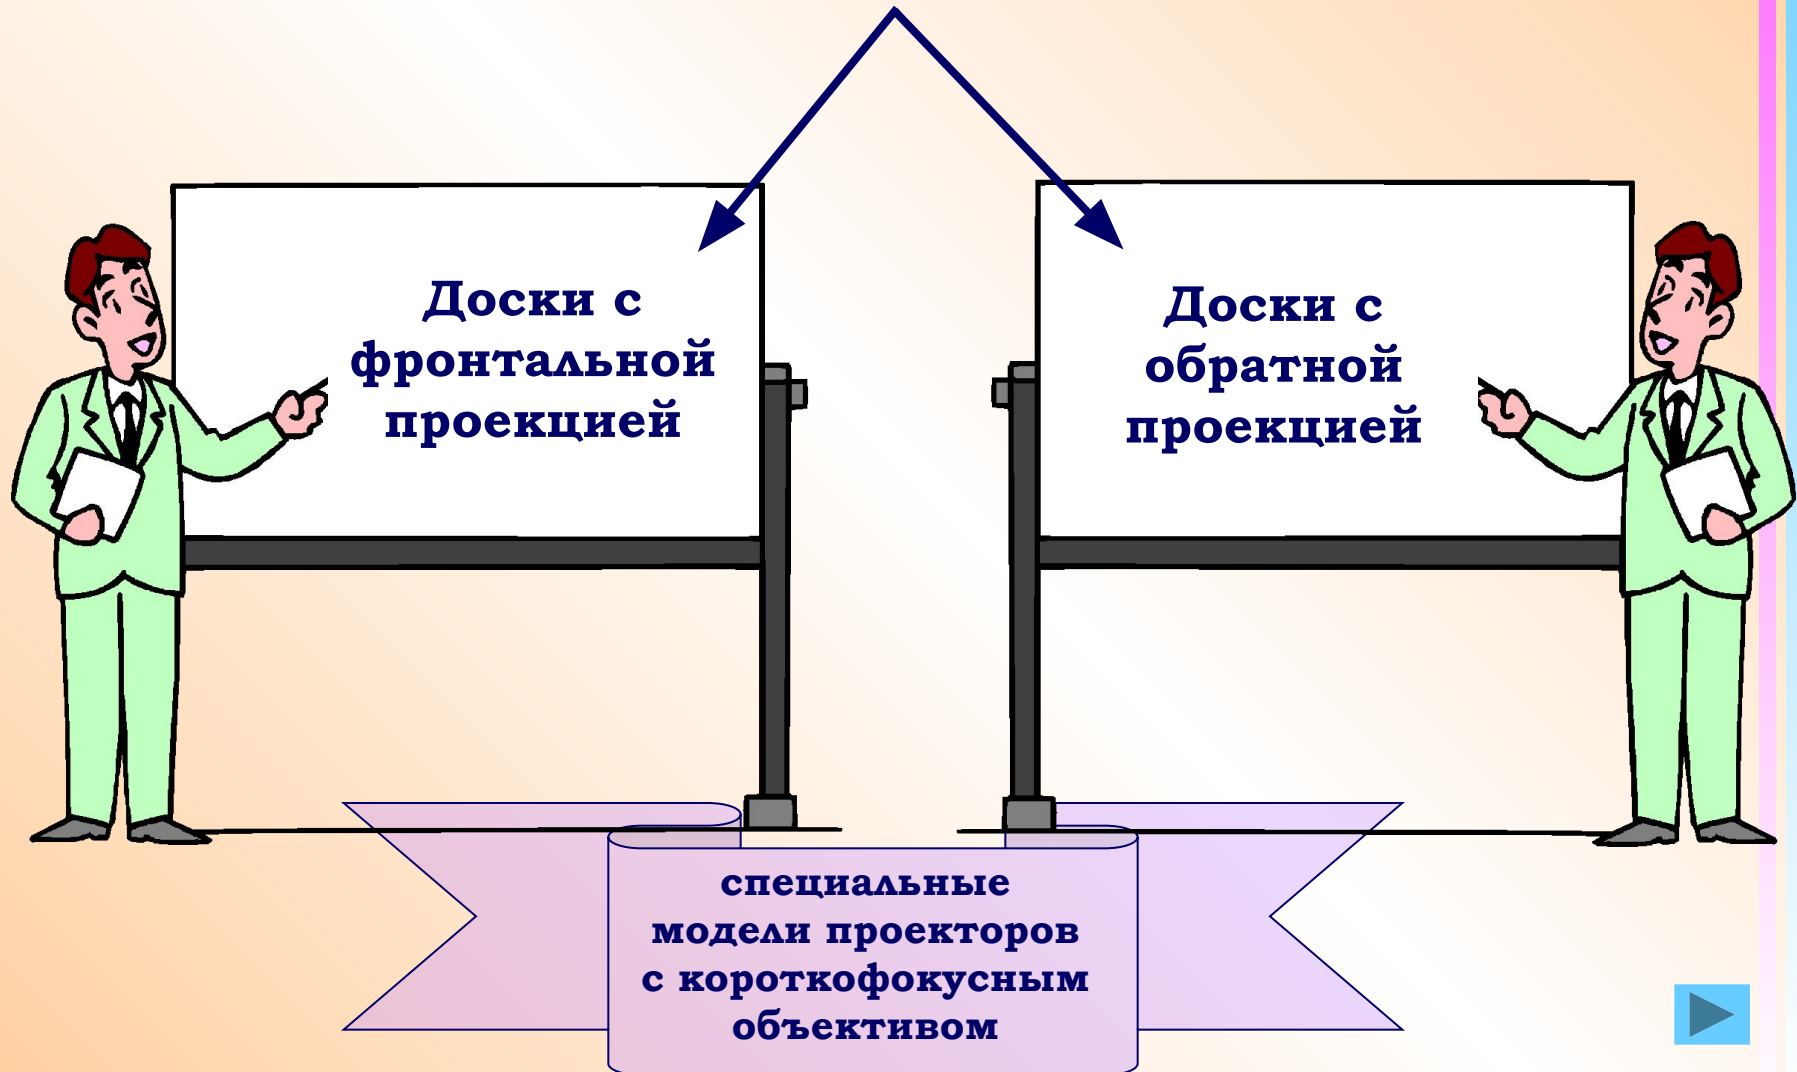 Доски с
фронтальной
проекцией
Доски с
обратной
проекцией
специальные
модели проекторов
с короткофокусным
объективом